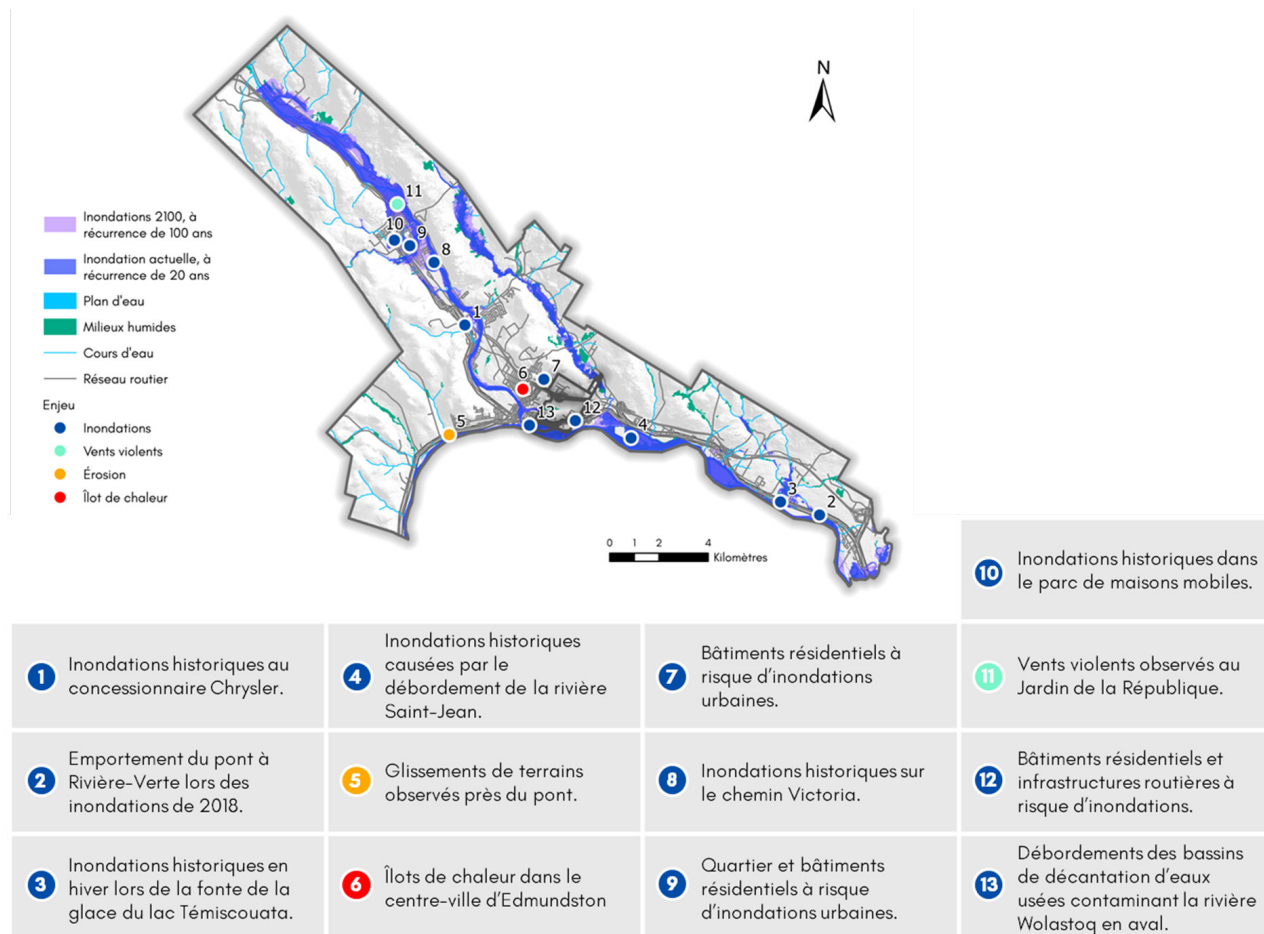 N
11
10
9
8
1
7
6
5
13
12
4
3
2
Inondations 2100, à
récurrence de 100 ans
Inondation actuelle, à
récurrence de 20 ans
Plan d'eau
Milieux humides
Cours d'eau
Réseau routier
Enjeu
Inondations
Vents violents
Érosion
Îlot de chaleur
0 1 2 4
Kilomètres
1 Inondations historiques au
concessionnaire Chrysler.
2 Emportement du pont à
Rivière-Verte lors des
inondations de 2018.
3 Inondations historiques en
hiver lors de la fonte de la
glace du lac Témiscouata.
4 Inondations historiques
causées par le
débordement de la rivière
Saint-Jean.
5 Glissements de terrains
observés près du pont.
6 Îlots de chaleur dans le
centre-ville d'Edmundston
7 Bâtiments résidentiels à
risque d'inondations
urbaines.
8 Inondations historiques sur
le chemin Victoria.
9 Quartier et bâtiments
résidentiels à risque
d'inondations urbaines.
10 Inondations historiques dans
le parc de maisons mobiles.
11 Vents violents observés au
Jardin de la République.
12 Bâtiments résidentiels et
infrastructures routières à
risque d'inondations.
13 Débordements des bassins
de décantation d'eaux
usées contaminant la rivière
Wolastoq en aval.